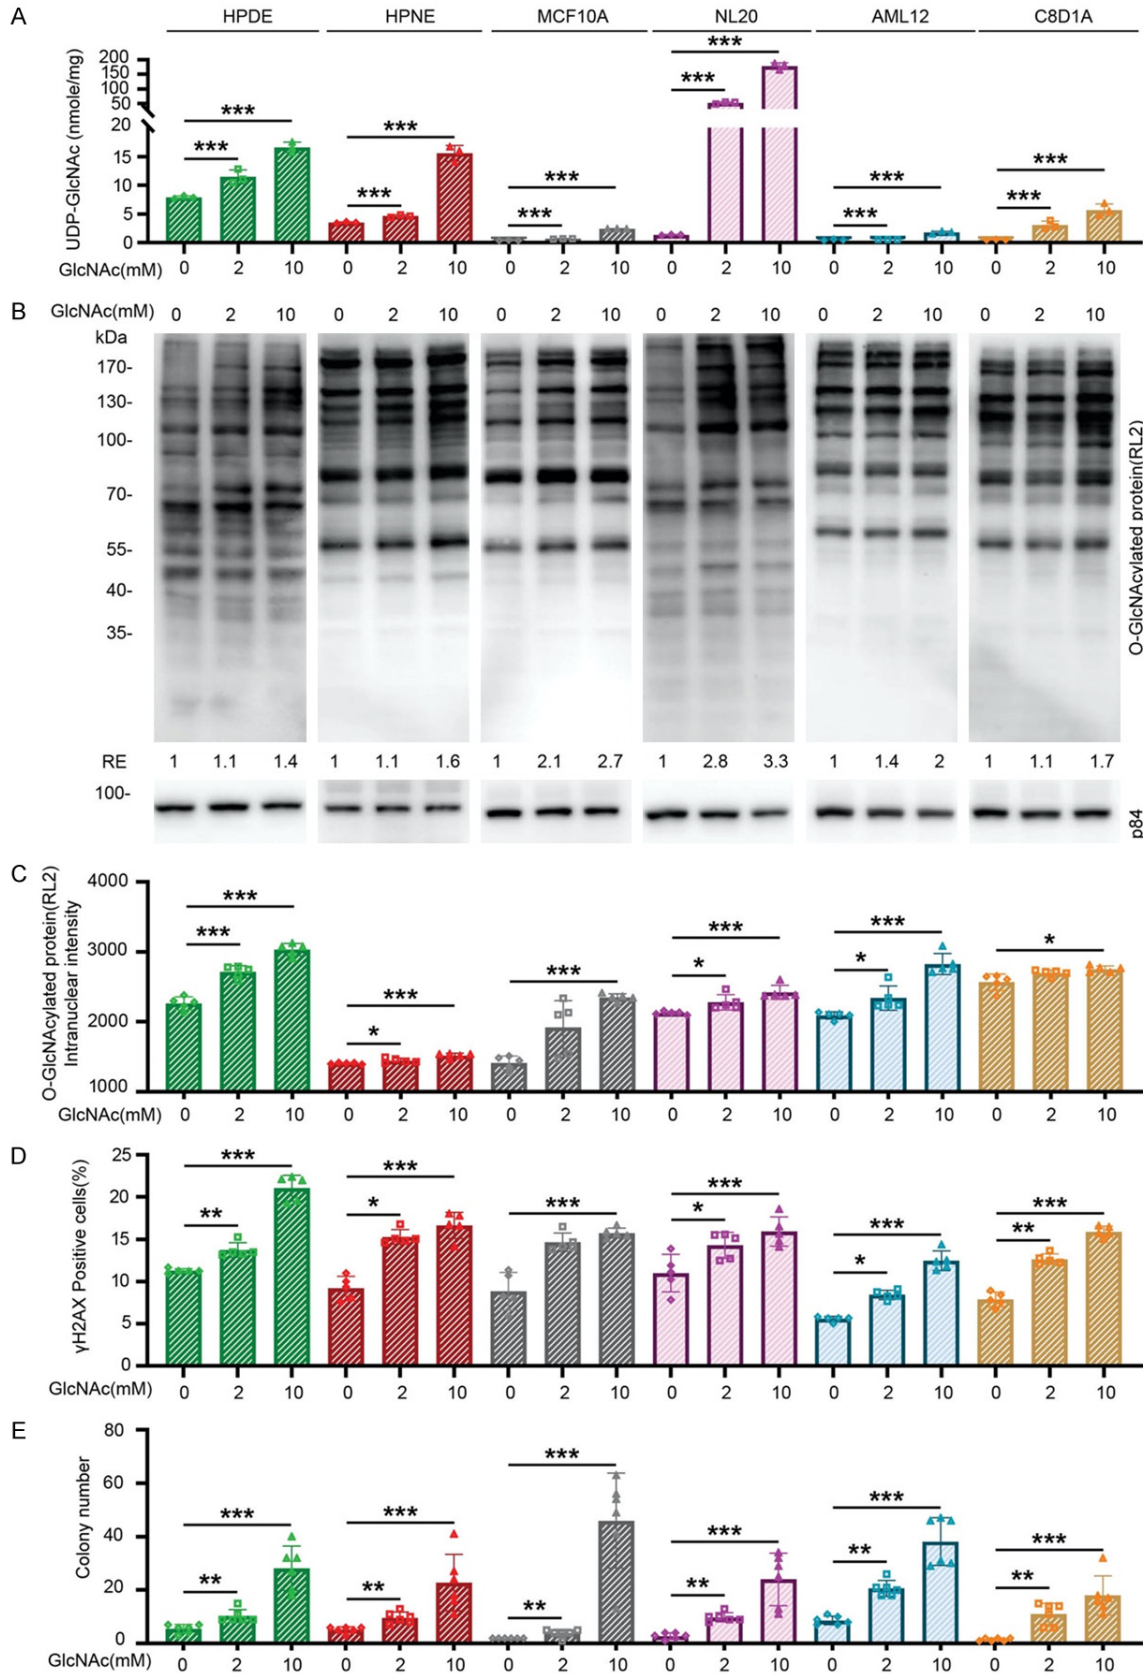 A
HPDE HPNE MCF10A NL20 AML12 C8D1A
UDP-GlcNAc (nmole/mg)
200
150
100
50
20
15
10
5
0
*** *** *** *** *** *** *** *** *** *** *** ***
GlcNAc(mM) 0 2 10 0 2 10 0 2 10 0 2 10 0 2 10 0 2 10
B
GlcNAc(mM) 0 2 10 0 2 10 0 2 10 0 2 10 0 2 10 0 2 10
kDa
170-
130-
100-
70-
55-
40-
35-
O-GlcNAcylated protein(RL2)
RE 1 1.1 1.4 1 1.1 1.6 1 2.1 2.7 1 2.8 3.3 1 1.4 2 1 1.1 1.7
100-
p84
C
O-GlcNAcylated protein(RL2)
Intranuclear intensity
4000
3000
2000
1000
*** *** *** * *** *** * *** * *
GlcNAc(mM) 0 2 10 0 2 10 0 2 10 0 2 10 0 2 10 0 2 10
D
γH2AX Positive cells(%)
25
20
15
10
5
0
*** ** *** * *** *** * *** * *** **
GlcNAc(mM) 0 2 10 0 2 10 0 2 10 0 2 10 0 2 10 0 2 10
E
Colony number
80
60
40
20
0
*** ** *** ** *** ** *** ** *** ** *** **
GlcNAc(mM) 0 2 10 0 2 10 0 2 10 0 2 10 0 2 10 0 2 10